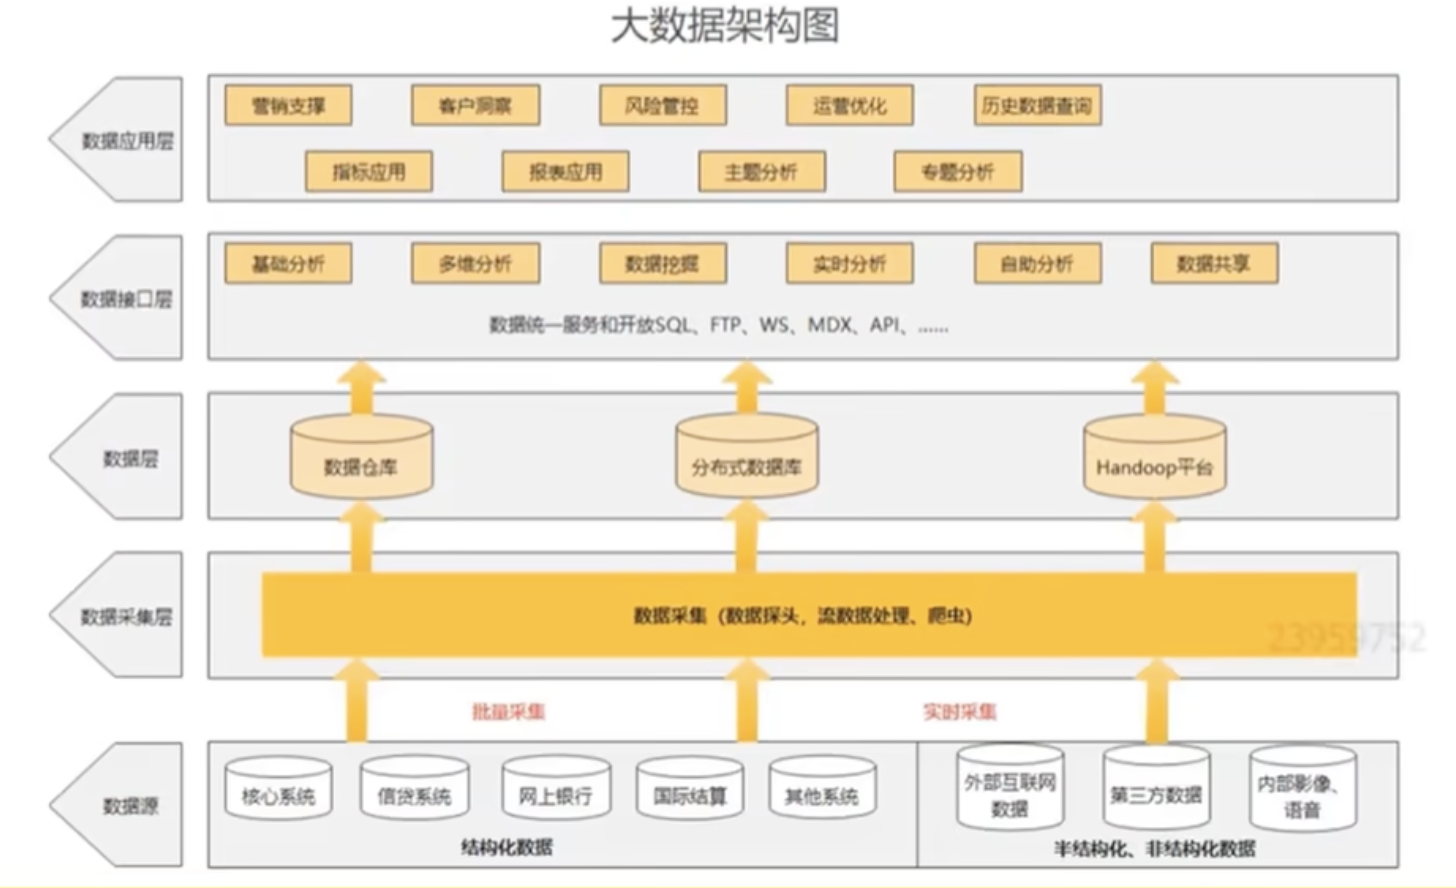 大数据架构图
数据应用层
营销支撑
客户洞察
风险管控
运营优化
历史数据查询
指标应用
报表应用
主题分析
专题分析
数据接口层
基础分析
多维分析
数据挖掘
实时分析
自助分析
数据共享
数据统一服务和开放SQL、FTP、WS、MDX、API、......
数据层
数据仓库
分布式数据库
Handoop平台
数据采集层
数据采集（数据探头，流数据处理、爬虫）
23959752
批量采集
实时采集
数据源
核心系统
信贷系统
网上银行
国际结算
其他系统
外部互联网
数据
第三方数据
内部影像、
语音
结构化数据
半结构化、非结构化数据